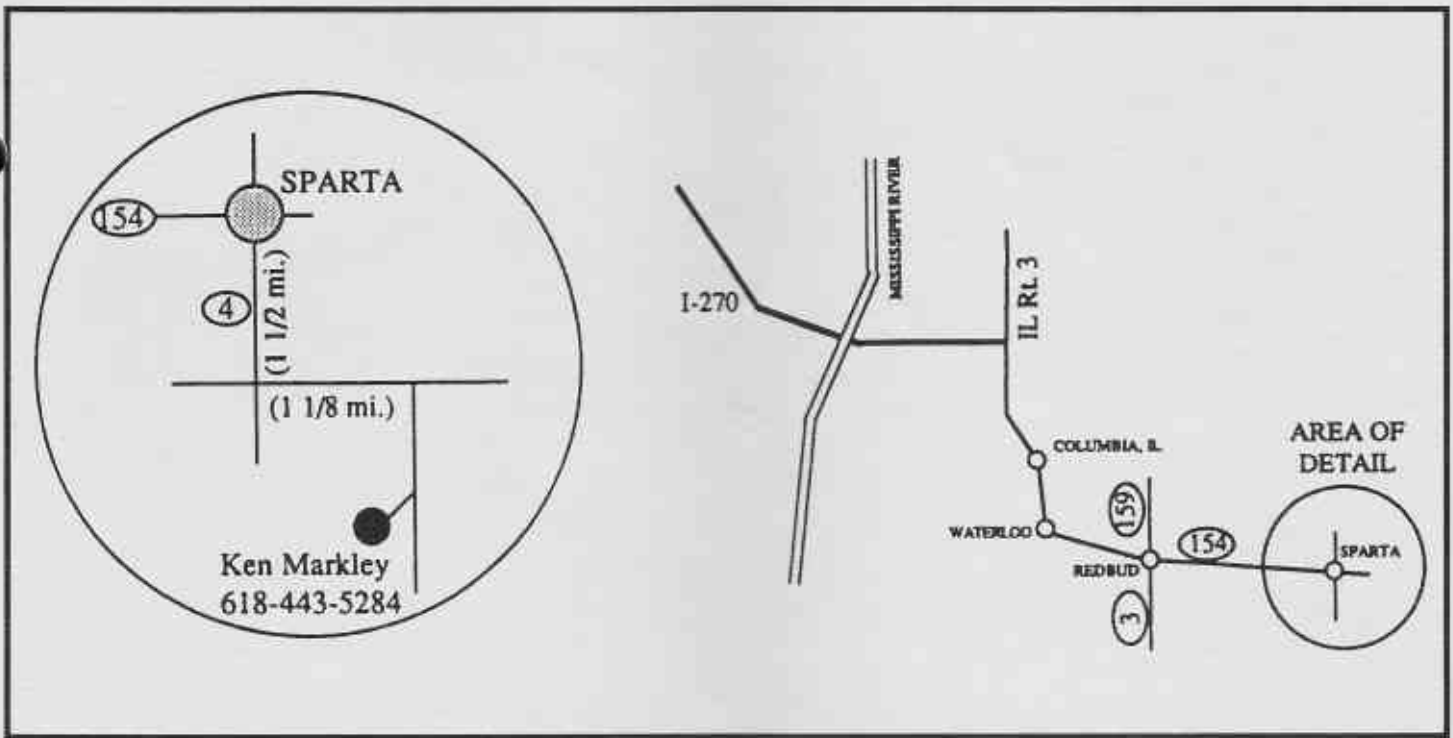 SPARTA
154
4
(1 1/2 mi.)
(1 1/8 mi.)
Ken Markley
618-443-5284
I-270
MISSISSIPPI RIVER
IL Rt. 3
COLUMBIA, IL.
WATERLOO
159
REDBUD
154
3
AREA OF
DETAIL
SPARTA